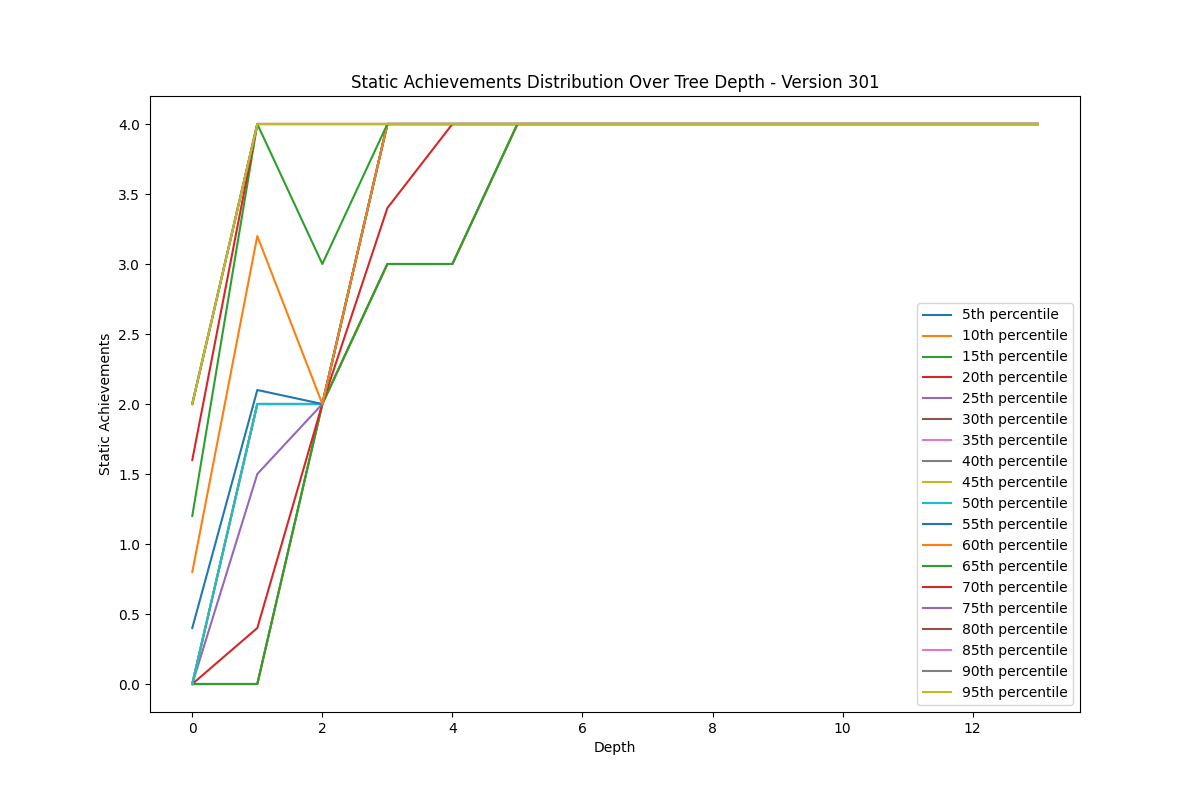 Static Achievements Distribution Over Tree Depth - Version 301
Static Achievements
4.0
3.5
3.0
2.5
2.0
1.5
1.0
0.5
0.0
0 2 4 6 8 10 12
Depth
5th percentile
10th percentile
15th percentile
20th percentile
25th percentile
30th percentile
35th percentile
40th percentile
45th percentile
50th percentile
55th percentile
60th percentile
65th percentile
70th percentile
75th percentile
80th percentile
85th percentile
90th percentile
95th percentile